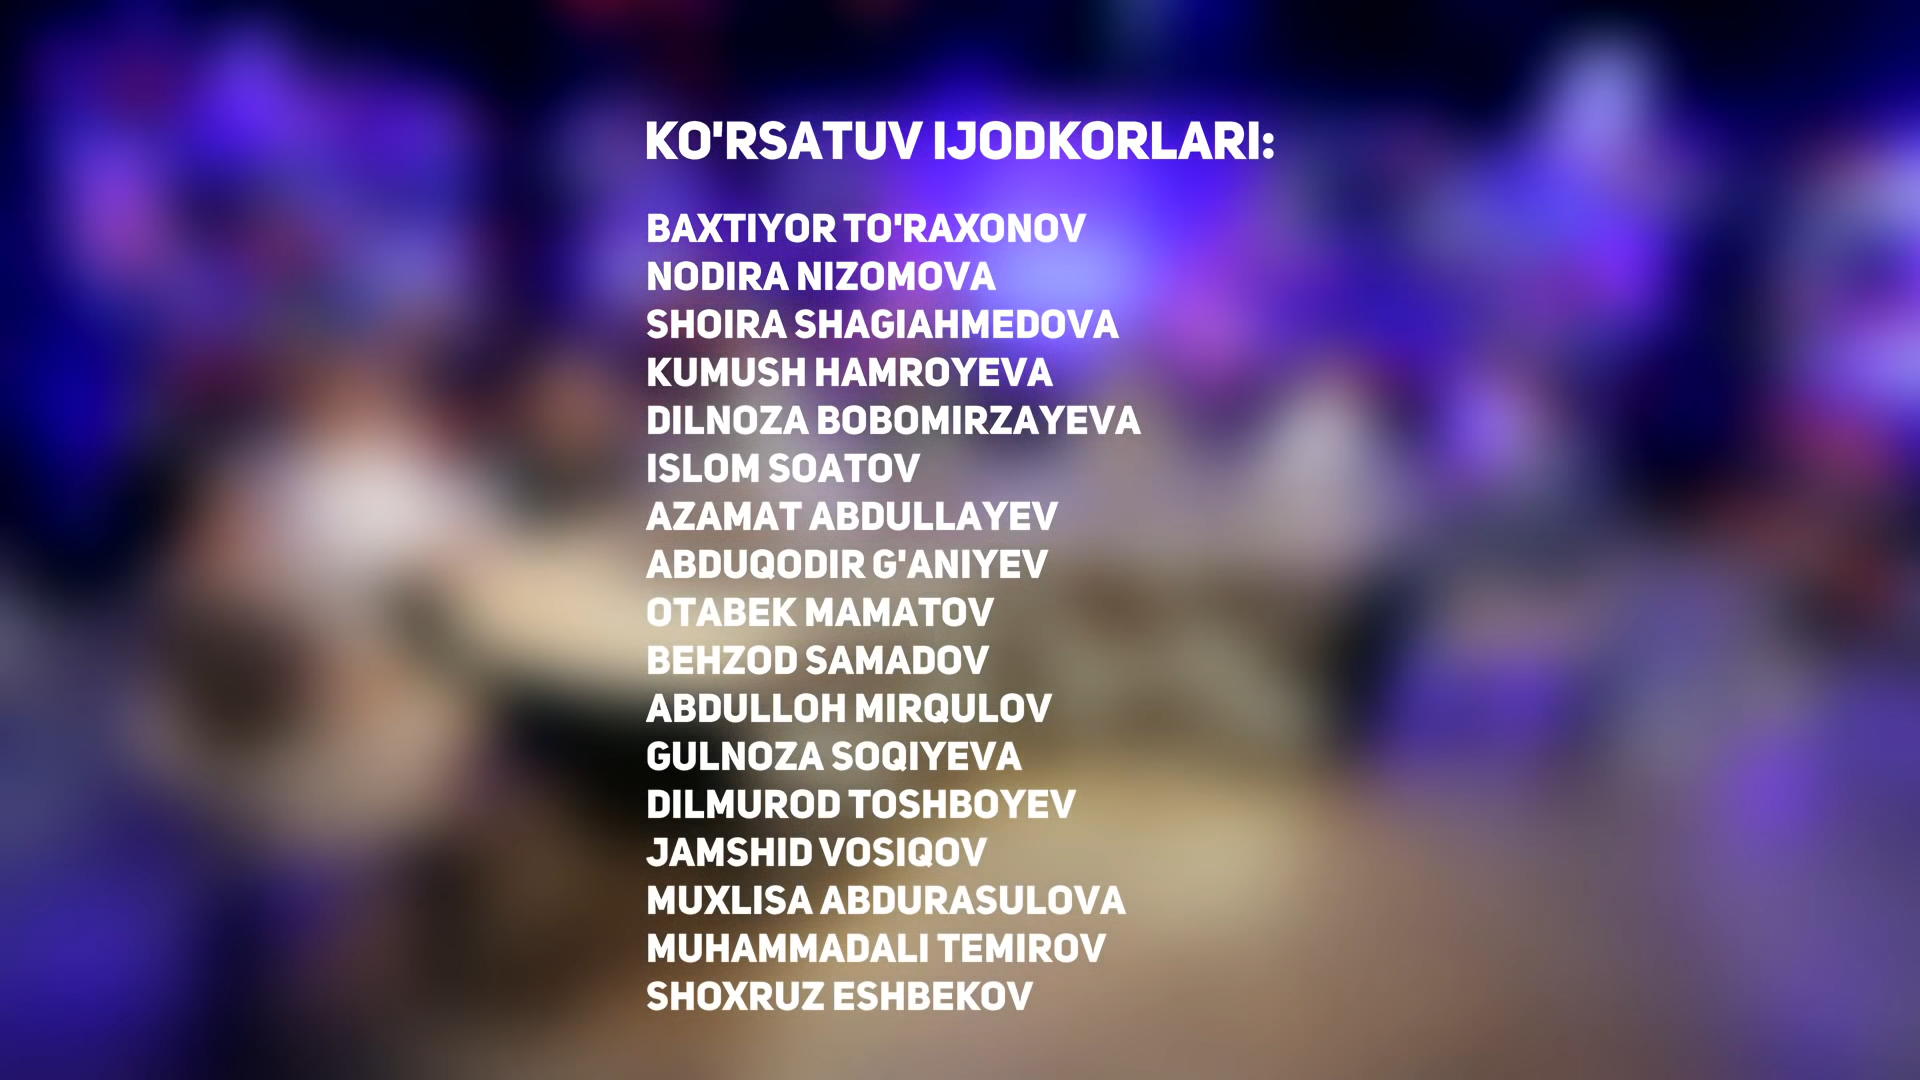 KO'RSATUV IJODKORLARI:
BAXTIYOR TO'RAXONOV
NODIRA NIZOMOVA
SHOIRA SHAGIAHMEDOVA
KUMUSH HAMROYEVA
DILNOZA BOBOMIRZAYEVA
ISLOM SOATOV
AZAMAT ABDULLAYEV
ABDUQODIR G'ANIYEV
OTABEK MAMATOV
BEHZOD SAMADOV
ABDULLOH MIRQULOV
GULNOZA SOQIYEVA
DILMUROD TOSHBOYEV
JAMSHID VOSIQOV
MUXLISA ABDURASULOVA
MUHAMMADALI TEMIROV
SHOXRUZ ESHBEKOV